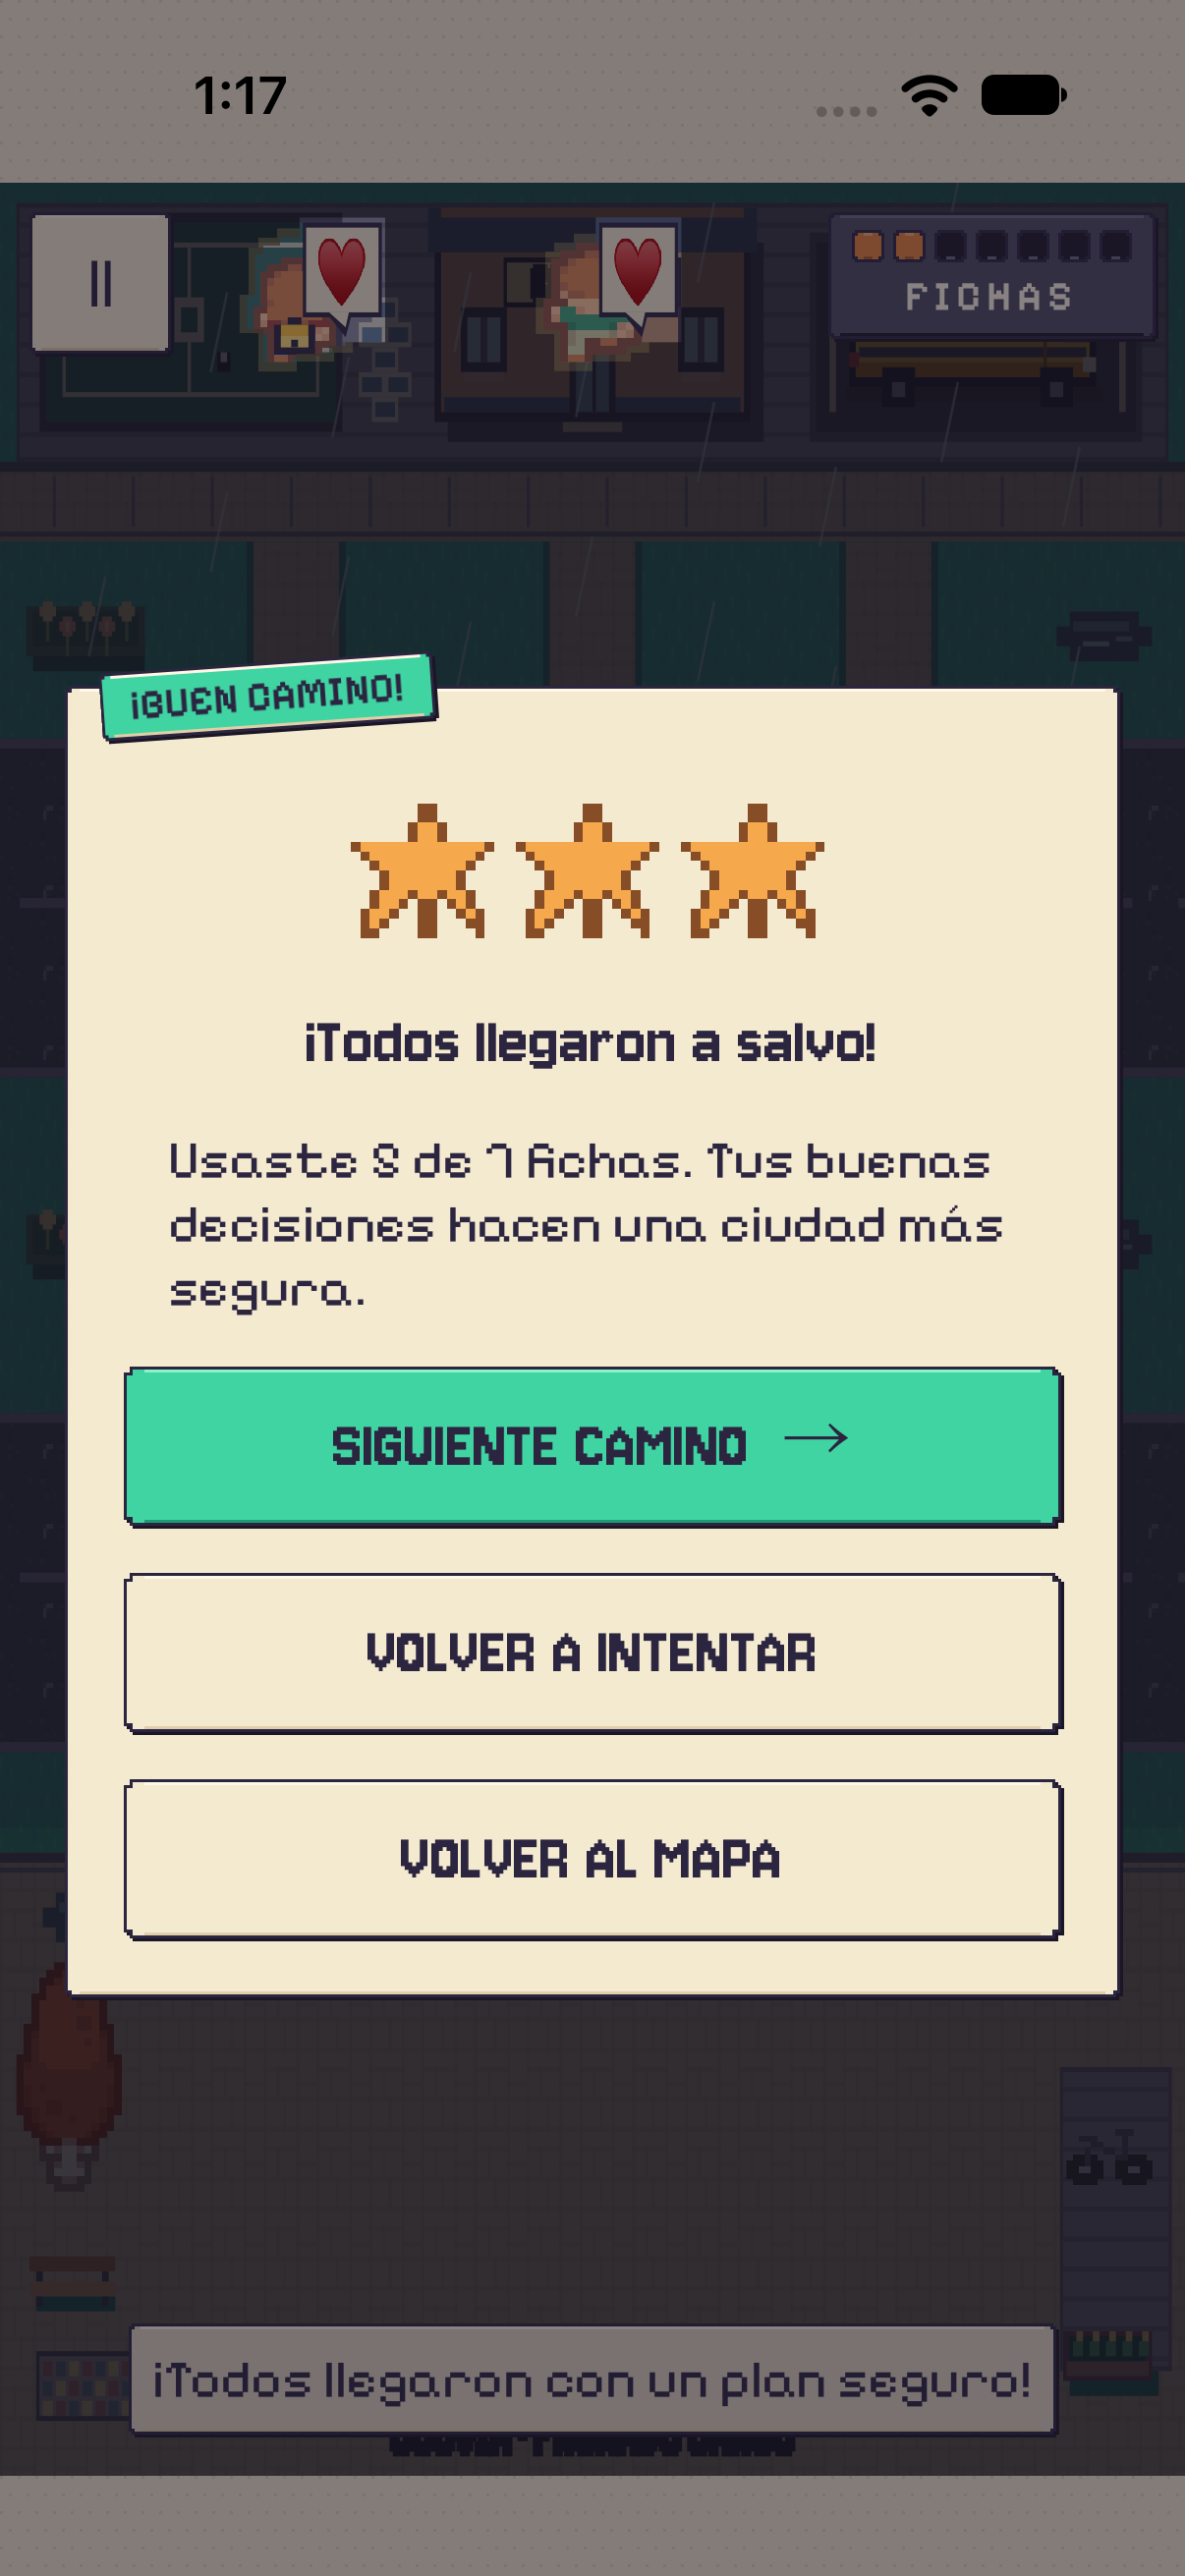 1:17
FICHAS
¡BUEN CAMINO!
¡Todos llegaron a salvo!
Usaste 5 de 7 fichas. Tus buenas
decisiones hacen una ciudad más
segura.
SIGUIENTE CAMINO →
VOLVER A INTENTAR
VOLVER AL MAPA
¡Todos llegaron con un plan seguro!